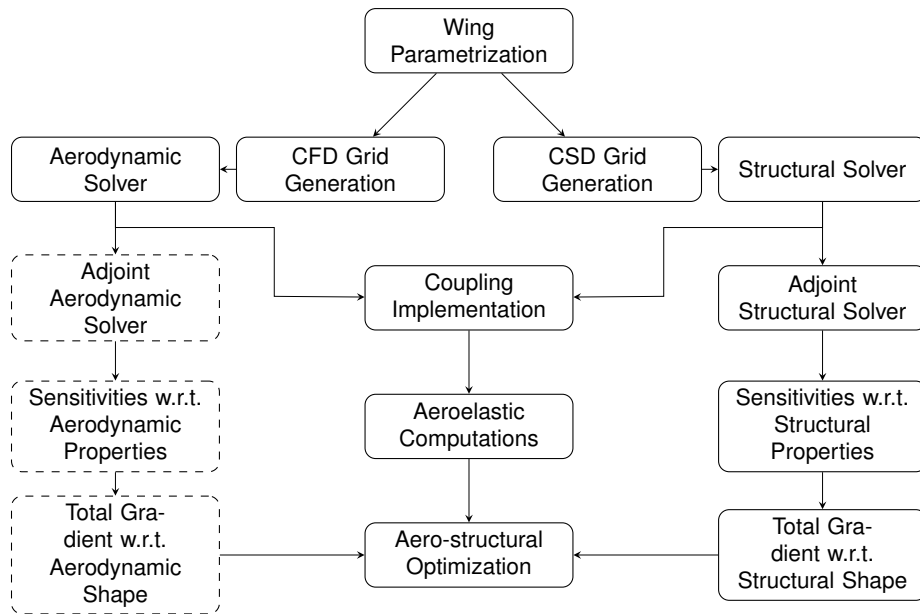 Wing
Parametrization
Aerodynamic
Solver
CFD Grid
Generation
CSD Grid
Generation
Structural Solver
Adjoint
Aerodynamic
Solver
Coupling
Implementation
Adjoint
Structural Solver
Sensitivities w.r.t.
Aerodynamic
Properties
Aeroelastic
Computations
Sensitivities w.r.t.
Structural
Properties
Total Gra-
dient w.r.t.
Aerodynamic
Shape
Aero-structural
Optimization
Total Gra-
dient w.r.t.
Structural Shape